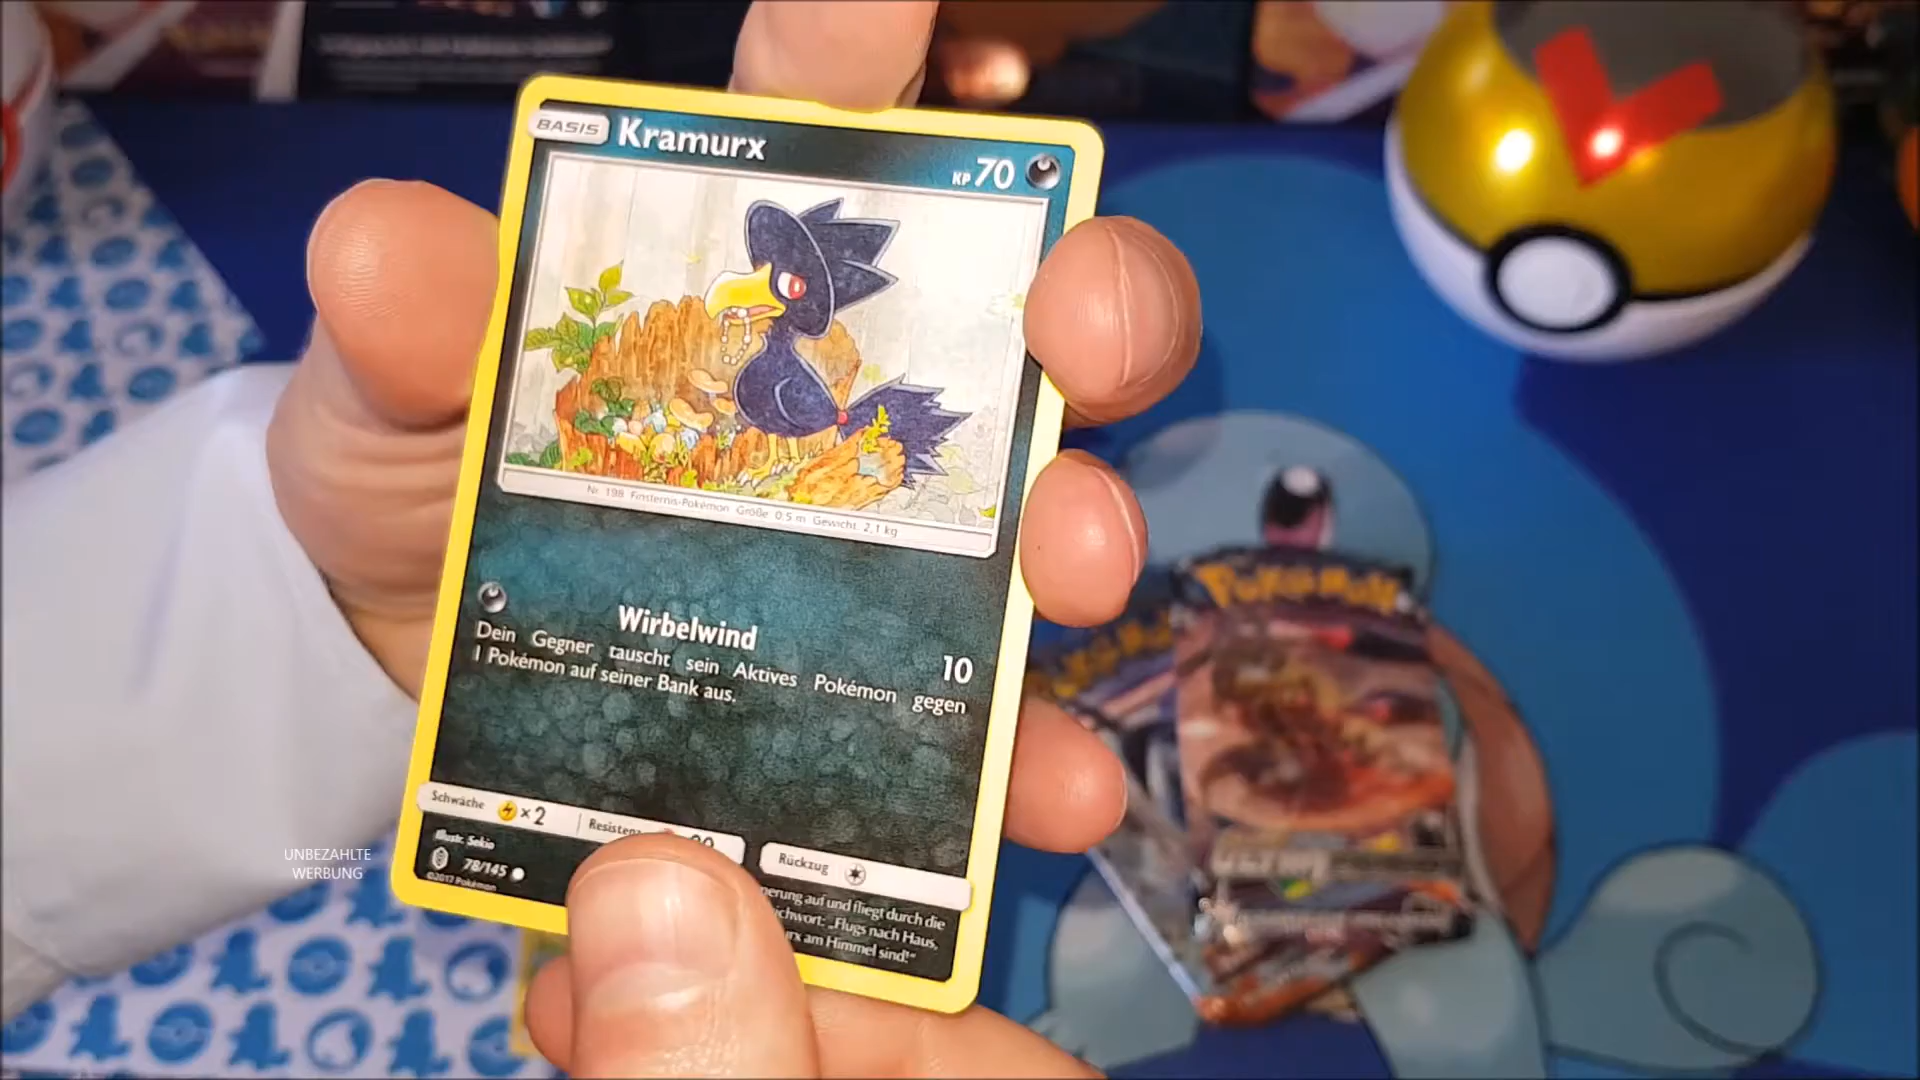 BASIS Kramurx KP 70
Nr. 198 Finsternis-Pokémon Größe 0,5 m Gewicht 2,1 kg
Wirbelwind
10
Dein Gegner tauscht sein Aktives Pokémon gegen
1 Pokémon auf seiner Bank aus.
Schwäche ×2
Rückzug
Illustr. Sekio
78/145
©2017 Pokémon
auf und fliegt durch die
„Flugs nach Haus,
am Himmel sind!“
UNBEZAHLTE
WERBUNG
POKéMON